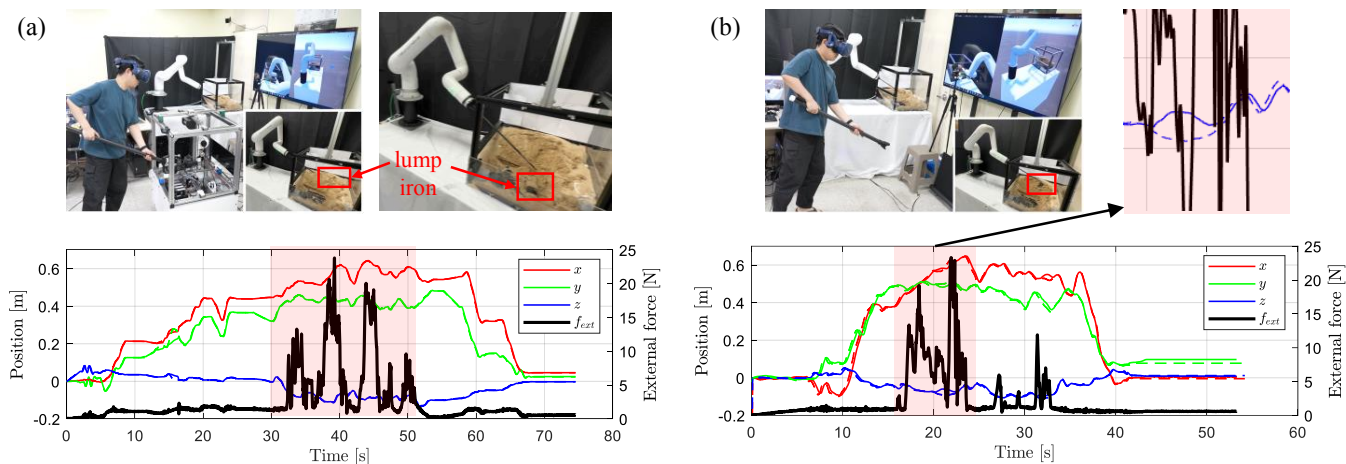 (a)
lump
iron
0.6
0.4
0.2
0
-0.2
Position [m]
25
20
15
10
5
0
External force [N]
x
y
z
f_ext
0 10 20 30 40 50 60 70 80
Time [s]
(b)
0.6
0.4
0.2
0
-0.2
Position [m]
25
20
15
10
5
0
External force [N]
x
y
z
f_ext
0 10 20 30 40 50 60
Time [s]